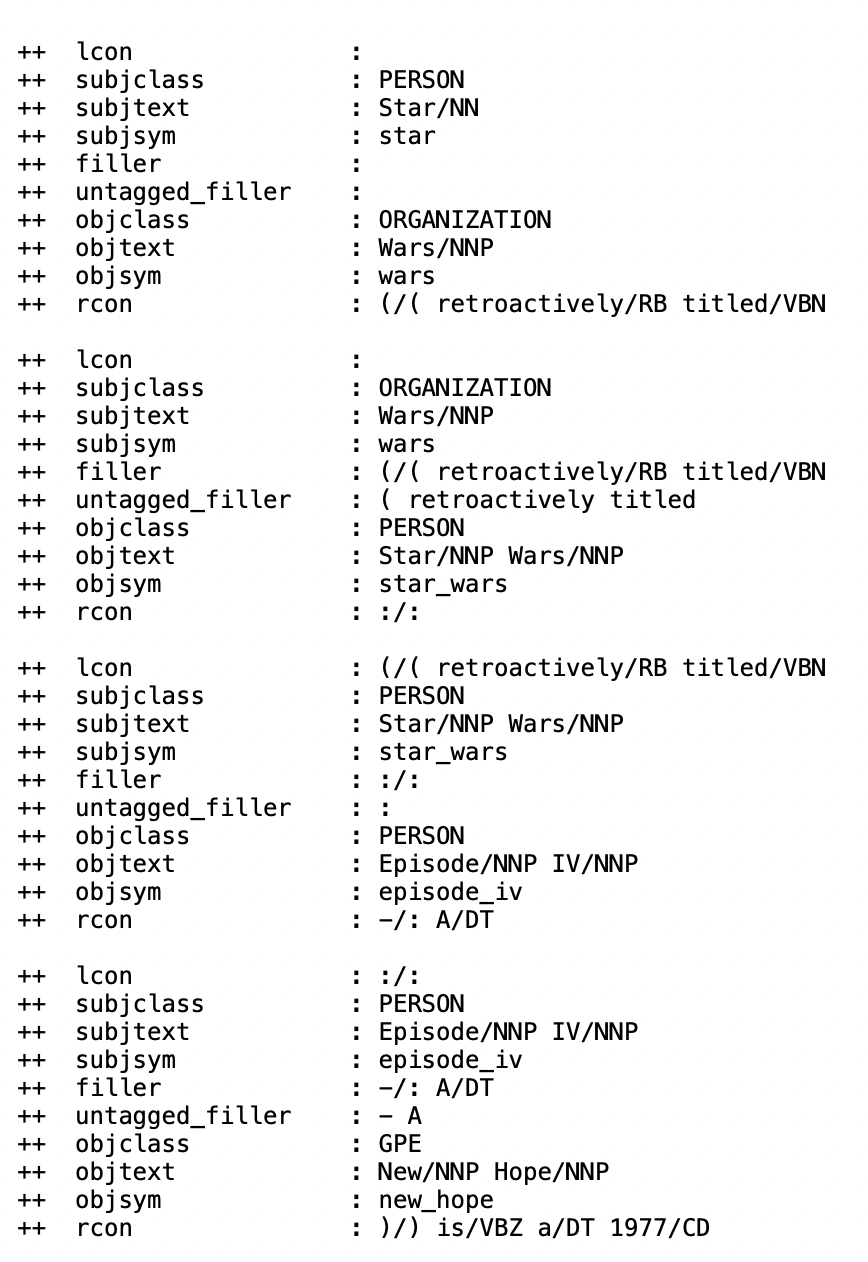 ++ lcon :
++ subjclass : PERSON
++ subjtext : Star/NN
++ subjsym : star
++ filler :
++ untagged_filler :
++ objclass : ORGANIZATION
++ objtext : Wars/NNP
++ objsym : wars
++ rcon : (/( retroactively/RB titled/VBN
++ lcon :
++ subjclass : ORGANIZATION
++ subjtext : Wars/NNP
++ subjsym : wars
++ filler : (/( retroactively/RB titled/VBN
++ untagged_filler : ( retroactively titled
++ objclass : PERSON
++ objtext : Star/NNP Wars/NNP
++ objsym : star_wars
++ rcon : :/:
++ lcon : (/( retroactively/RB titled/VBN
++ subjclass : PERSON
++ subjtext : Star/NNP Wars/NNP
++ subjsym : star_wars
++ filler : :/:
++ untagged_filler : :
++ objclass : PERSON
++ objtext : Episode/NNP IV/NNP
++ objsym : episode_iv
++ rcon : –/: A/DT
++ lcon : :/:
++ subjclass : PERSON
++ subjtext : Episode/NNP IV/NNP
++ subjsym : episode_iv
++ filler : –/: A/DT
++ untagged_filler : – A
++ objclass : GPE
++ objtext : New/NNP Hope/NNP
++ objsym : new_hope
++ rcon : )/) is/VBZ a/DT 1977/CD